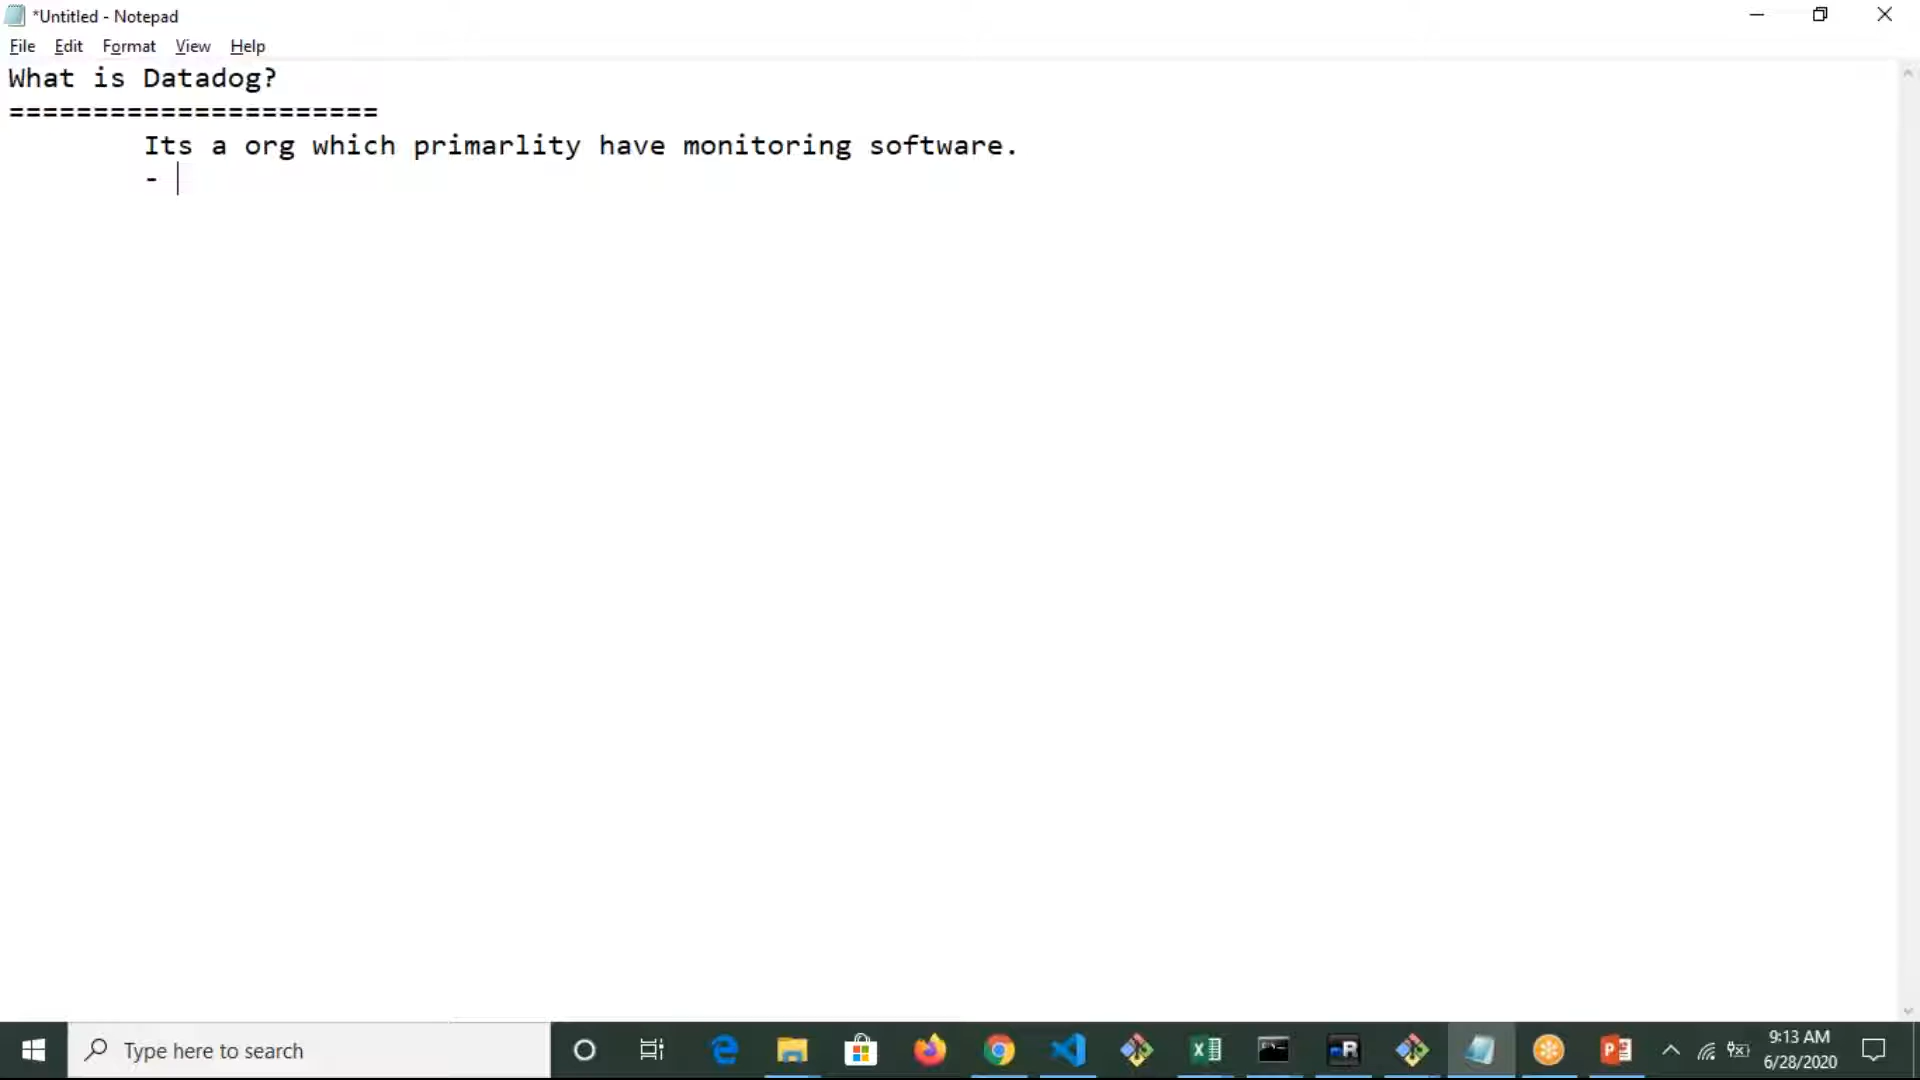 *Untitled - Notepad
File Edit Format View Help
What is Datadog?
======================
Its a org which primarlity have monitoring software.
-
Type here to search
9:13 AM
6/28/2020